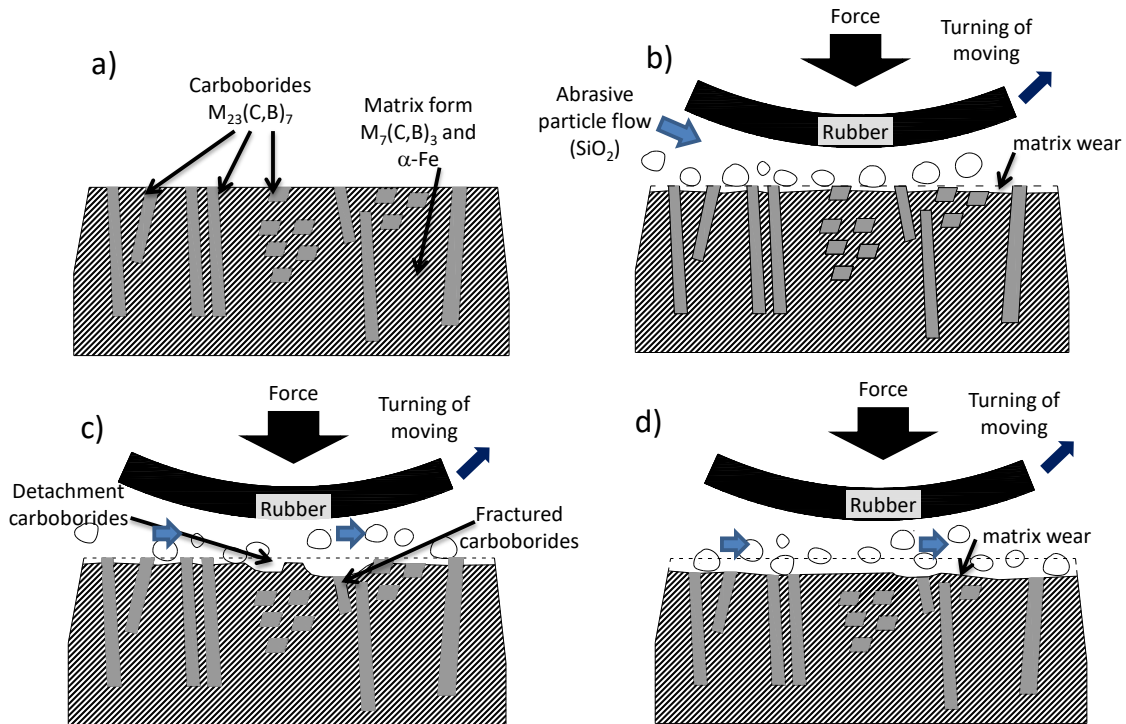 a)
Carboborides
M₂₃(C,B)₇
Matrix form
M₇(C,B)₃ and
α-Fe
b)
Force
Turning of
moving
Abrasive
particle flow
(SiO₂)
Rubber
matrix wear
c)
Force
Turning of
moving
Detachment
carboborides
Rubber
Fractured
carboborides
d)
Force
Turning of
moving
Rubber
matrix wear